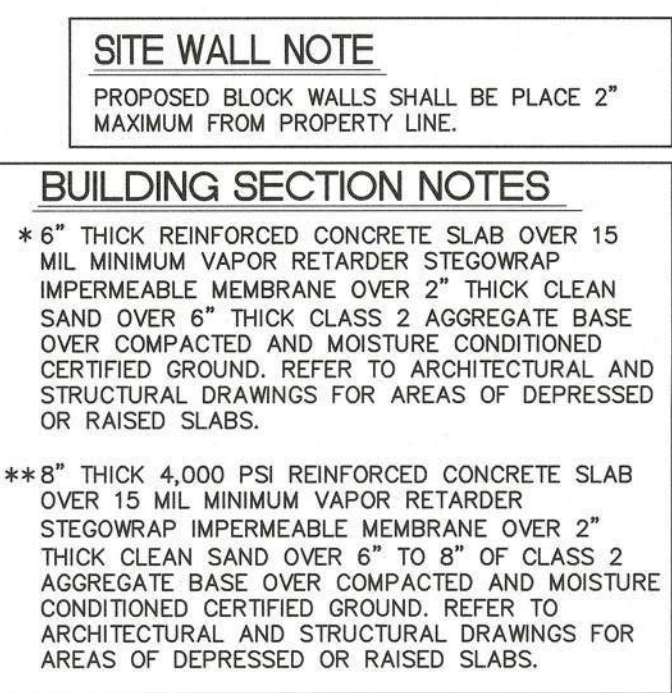 SITE WALL NOTE
PROPOSED BLOCK WALLS SHALL BE PLACE 2"
MAXIMUM FROM PROPERTY LINE.
BUILDING SECTION NOTES
* 6" THICK REINFORCED CONCRETE SLAB OVER 15
MIL MINIMUM VAPOR RETARDER STEGOWRAP
IMPERMEABLE MEMBRANE OVER 2" THICK CLEAN
SAND OVER 6" THICK CLASS 2 AGGREGATE BASE
OVER COMPACTED AND MOISTURE CONDITIONED
CERTIFIED GROUND. REFER TO ARCHITECTURAL AND
STRUCTURAL DRAWINGS FOR AREAS OF DEPRESSED
OR RAISED SLABS.
** 8" THICK 4,000 PSI REINFORCED CONCRETE SLAB
OVER 15 MIL MINIMUM VAPOR RETARDER
STEGOWRAP IMPERMEABLE MEMBRANE OVER 2"
THICK CLEAN SAND OVER 6" TO 8" OF CLASS 2
AGGREGATE BASE OVER COMPACTED AND MOISTURE
CONDITIONED CERTIFIED GROUND. REFER TO
ARCHITECTURAL AND STRUCTURAL DRAWINGS FOR
AREAS OF DEPRESSED OR RAISED SLABS.